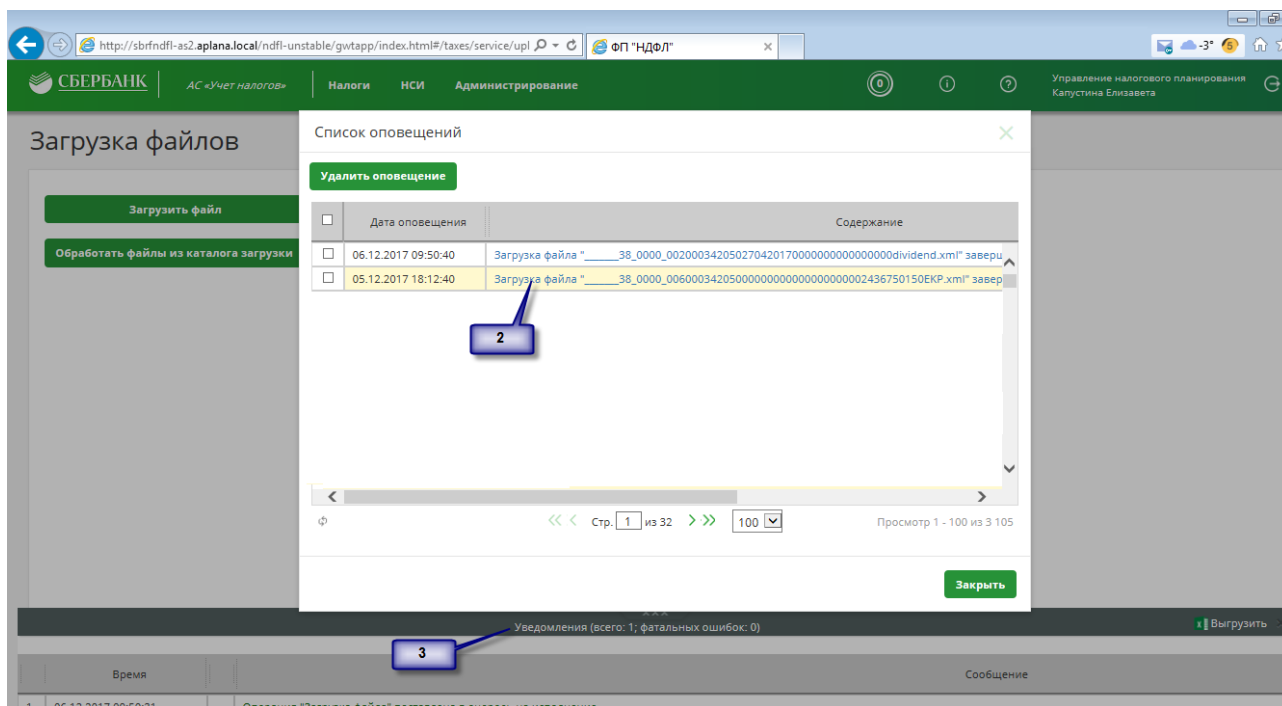 http://sbrfndfl-as2.aplana.local/ndfl-unstable/gwtapp/index.html#/taxes/service/upl
ФП "НДФЛ"
-3°
5
СБЕРБАНК
АС «Учет налогов»
Налоги
НСИ
Администрирование
0
Управление налогового планирования
Капустина Елизавета
Загрузка файлов
Загрузить файл
Обработать файлы из каталога загрузки
Список оповещений
Удалить оповещение
Дата оповещения
Содержание
06.12.2017 09:50:40
Загрузка файла "______38_0000_00200034205027042017000000000000000dividend.xml" заверш
05.12.2017 18:12:40
Загрузка файла "______38_0000_00600034205000000000000000000002436750150EKP.xml" завер
2
Стр. 1 из 32
100
Просмотр 1 - 100 из 3 105
Закрыть
Уведомления (всего: 1; фатальных ошибок: 0)
Выгрузить
3
Время
Сообщение